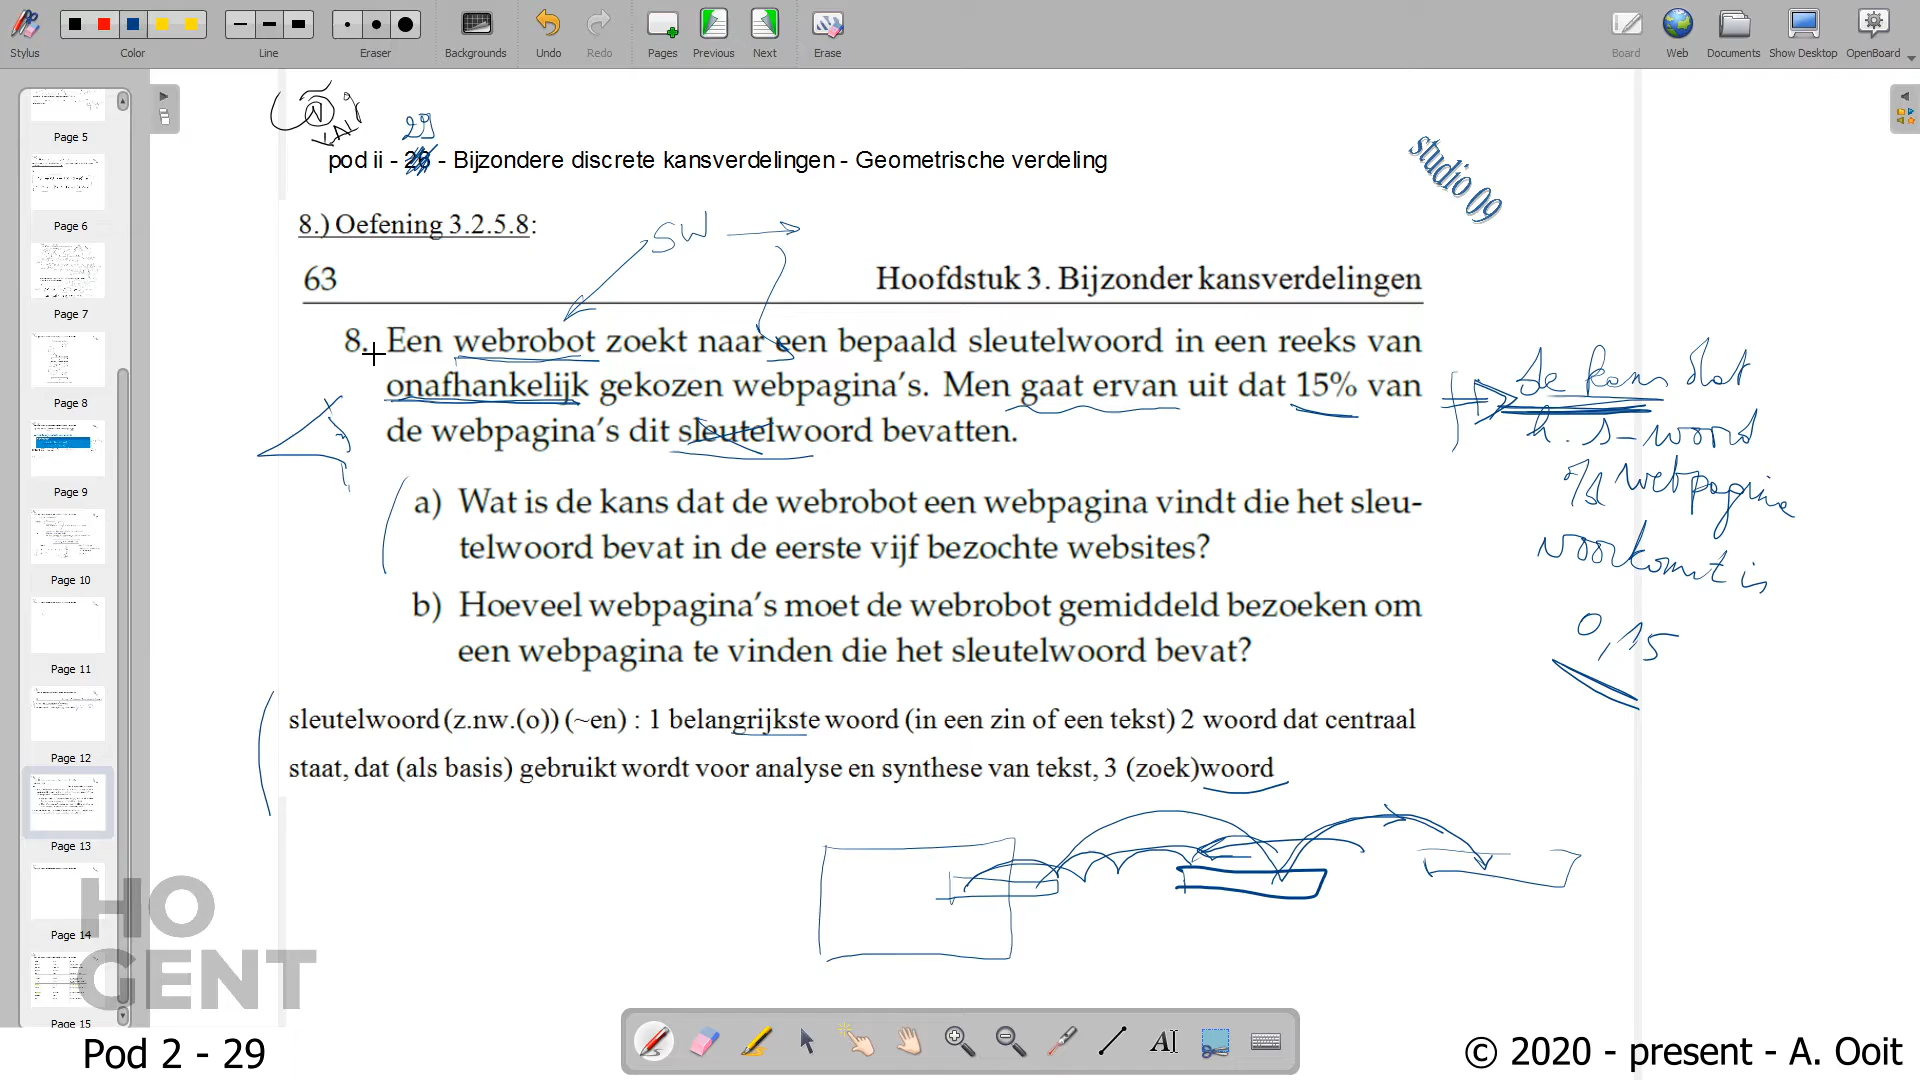 Stylus
Color
Line
Eraser
Backgrounds
Undo
Redo
Pages
Previous
Next
Erase
Board
Web
Documents
Show Desktop
OpenBoard
Page 5
Page 6
Page 7
Page 8
Page 9
Page 10
Page 11
Page 12
Page 13
Page 14
Page 15
29
pod ii - 28 - Bijzondere discrete kansverdelingen - Geometrische verdeling
studio 09
8.) Oefening 3.2.5.8:
SW
63
Hoofdstuk 3. Bijzonder kansverdelingen
8. Een webrobot zoekt naar een bepaald sleutelwoord in een reeks van
onafhankelijk gekozen webpagina's. Men gaat ervan uit dat 15% van
de webpagina's dit sleutelwoord bevatten.
de kans dat
h. s-woord
o/d webpagina
voorkomt is
0,15
a) Wat is de kans dat de webrobot een webpagina vindt die het sleu-
telwoord bevat in de eerste vijf bezochte websites?
b) Hoeveel webpagina's moet de webrobot gemiddeld bezoeken om
een webpagina te vinden die het sleutelwoord bevat?
sleutelwoord (z.nw.(o)) (~en) : 1 belangrijkste woord (in een zin of een tekst) 2 woord dat centraal
staat, dat (als basis) gebruikt wordt voor analyse en synthese van tekst, 3 (zoek)woord
HO
GENT
Pod 2 - 29
© 2020 - present - A. Ooit